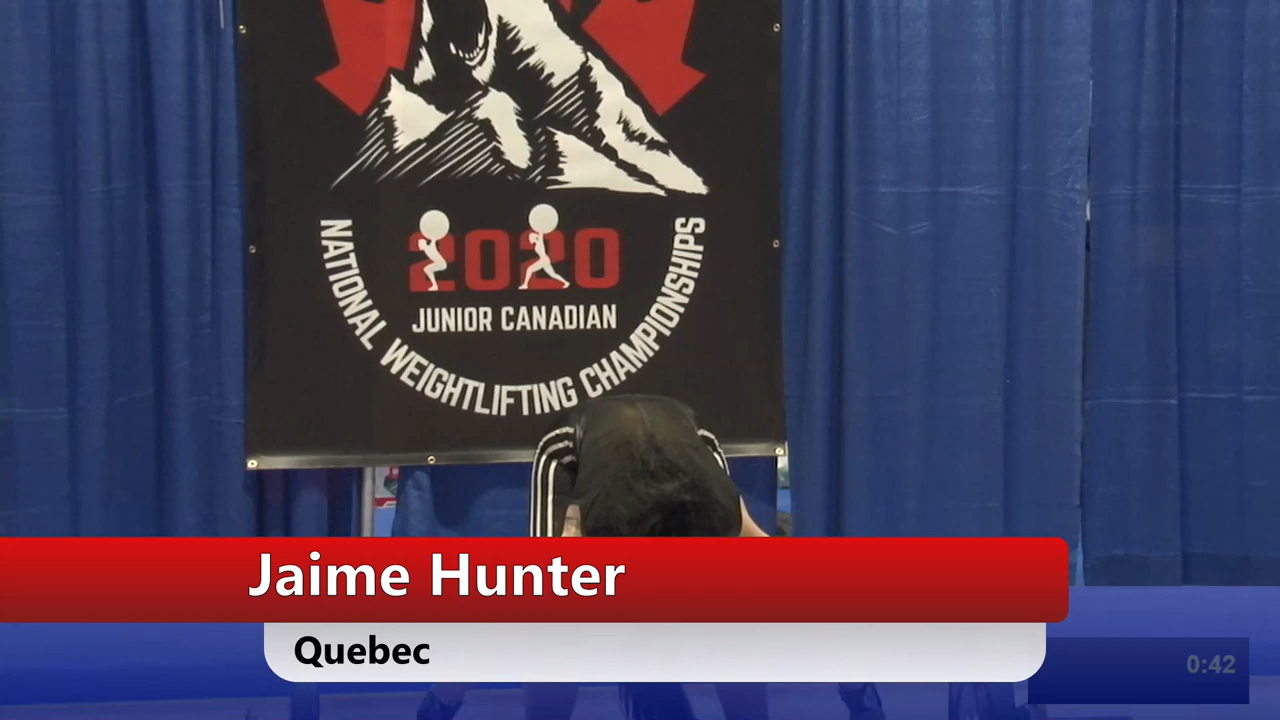 2020
JUNIOR CANADIAN
NATIONAL WEIGHTLIFTING CHAMPIONSHIPS
Jaime Hunter
Quebec
0:42